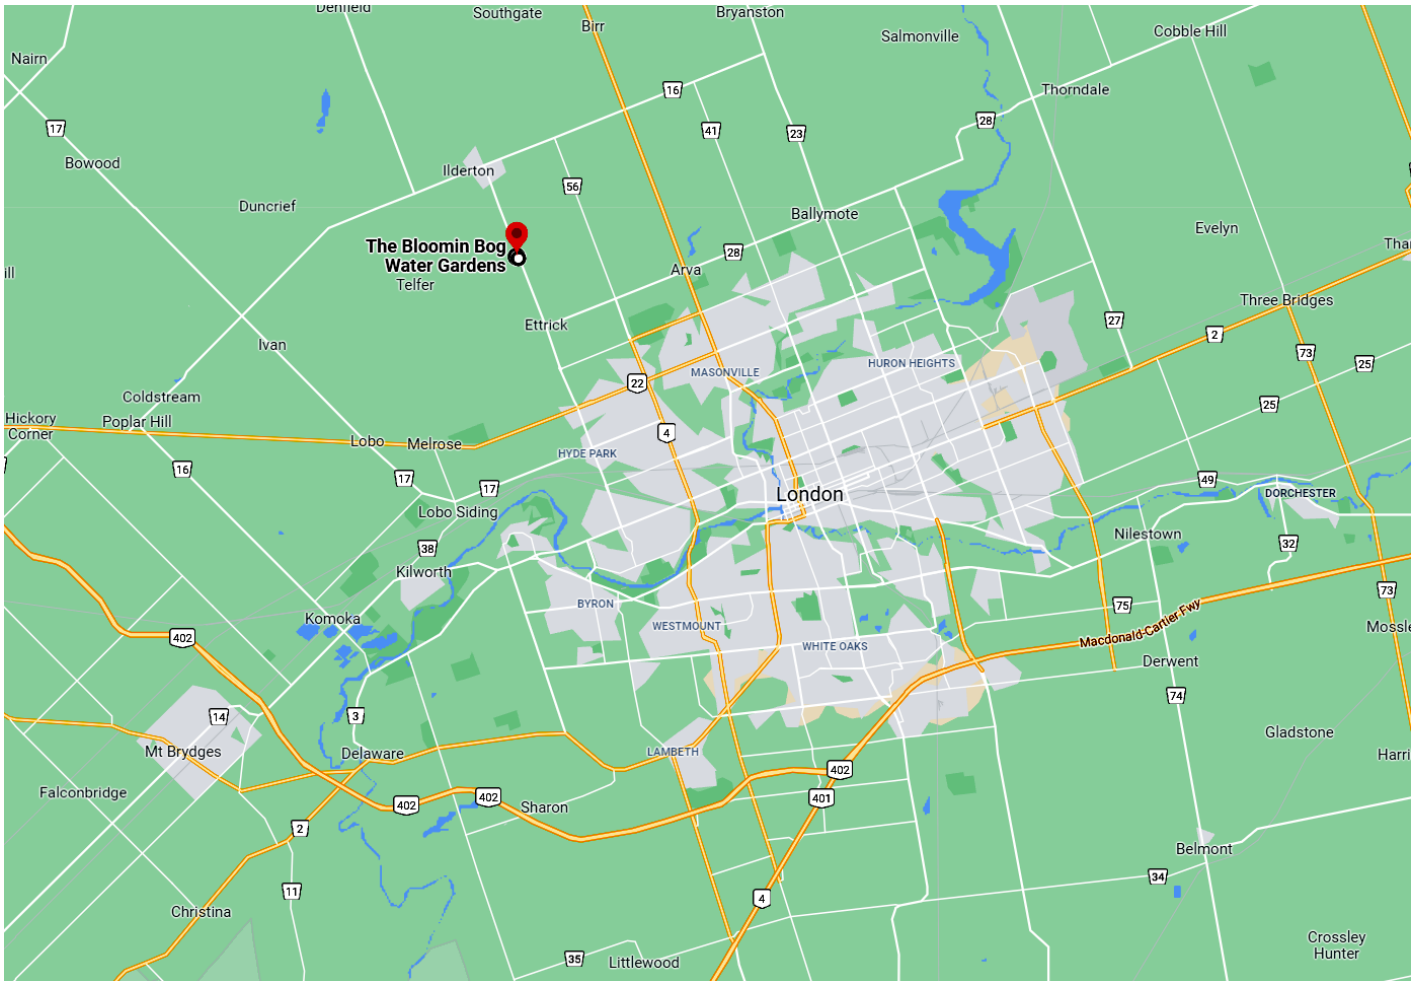 Denfield
Southgate
Birr
Bryanston
Salmonville
Cobble Hill
Nairn
16
Thorndale
17
41
23
28
Bowood
Ilderton
56
Duncrief
Ballymote
Evelyn
The Bloomin Bog
Water Gardens
Telfer
28
Arva
Tha
ill
Three Bridges
Ettrick
27
2
Ivan
73
25
MASONVILLE
HURON HEIGHTS
22
Coldstream
25
Hickory
Corner
Poplar Hill
4
Lobo
Melrose
HYDE PARK
16
17
17
49
London
DORCHESTER
Lobo Siding
Nilestown
38
32
Kilworth
73
BYRON
75
Komoka
WESTMOUNT
Macdonald-Cartier Fwy
Mossle
402
WHITE OAKS
Derwent
74
14
3
Gladstone
Mt Brydges
Delaware
LAMBETH
Harri
402
Falconbridge
402
402
401
Sharon
2
Belmont
34
11
4
Christina
Crossley
Hunter
35
Littlewood